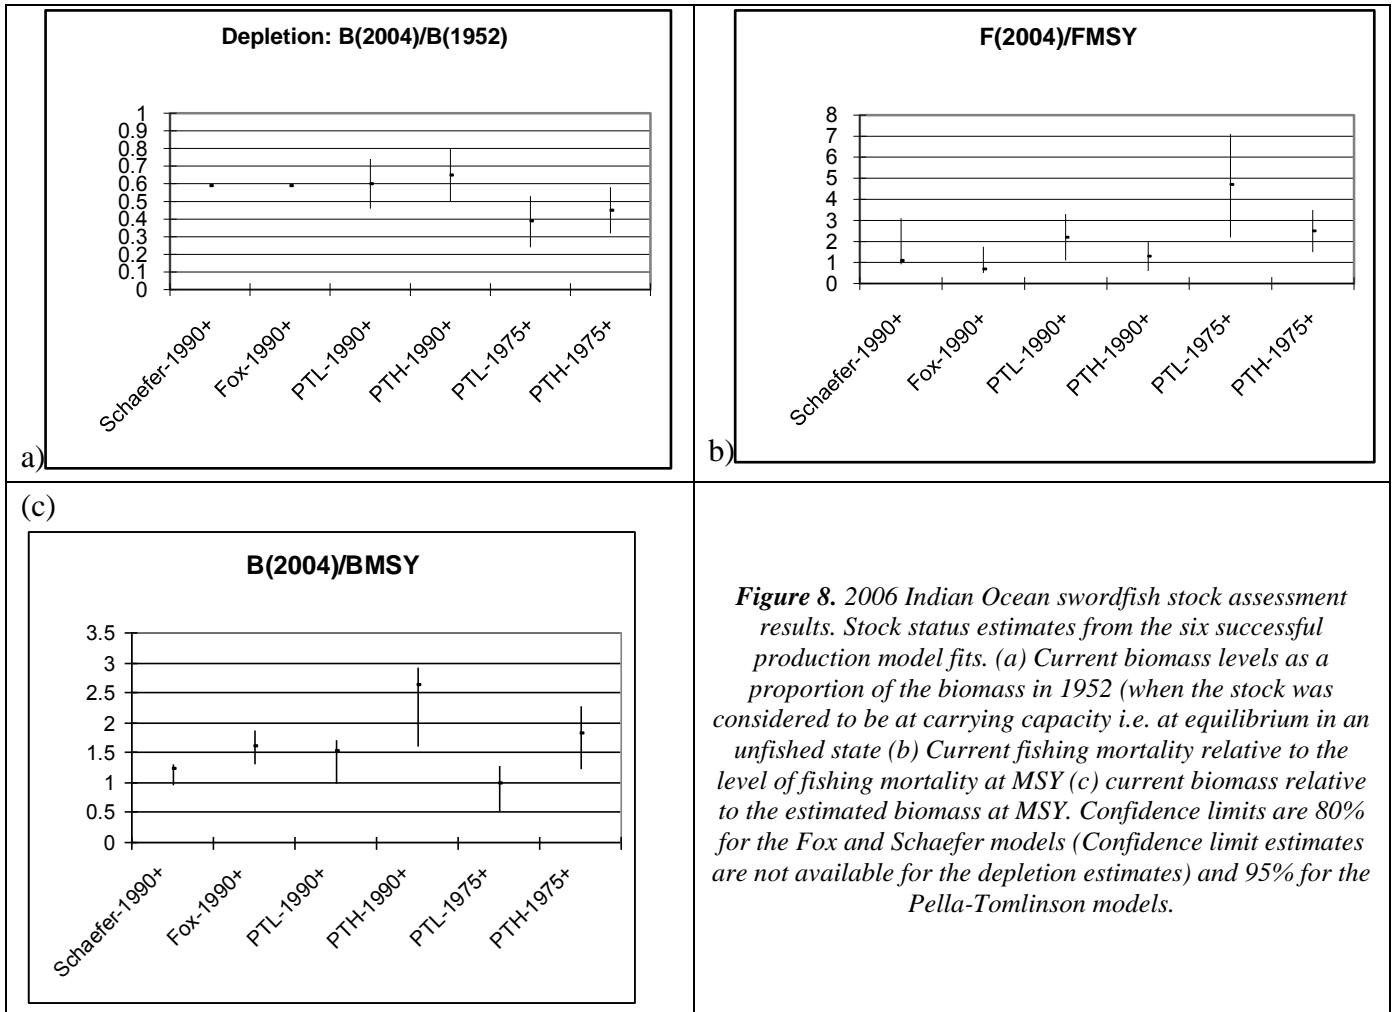 Depletion: B(2004)/B(1952)
1
0.9
0.8
0.7
0.6
0.5
0.4
0.3
0.2
0.1
0
Schaefer-1990+
Fox-1990+
PTL-1990+
PTH-1990+
PTL-1975+
PTH-1975+
a)
F(2004)/FMSY
8
7
6
5
4
3
2
1
0
Schaefer-1990+
Fox-1990+
PTL-1990+
PTH-1990+
PTL-1975+
PTH-1975+
b)
(c)
B(2004)/BMSY
3.5
3
2.5
2
1.5
1
0.5
0
Schaefer-1990+
Fox-1990+
PTL-1990+
PTH-1990+
PTL-1975+
PTH-1975+
Figure 8. 2006 Indian Ocean swordfish stock assessment
results. Stock status estimates from the six successful
production model fits. (a) Current biomass levels as a
proportion of the biomass in 1952 (when the stock was
considered to be at carrying capacity i.e. at equilibrium in an
unfished state (b) Current fishing mortality relative to the
level of fishing mortality at MSY (c) current biomass relative
to the estimated biomass at MSY. Confidence limits are 80%
for the Fox and Schaefer models (Confidence limit estimates
are not available for the depletion estimates) and 95% for the
Pella-Tomlinson models.